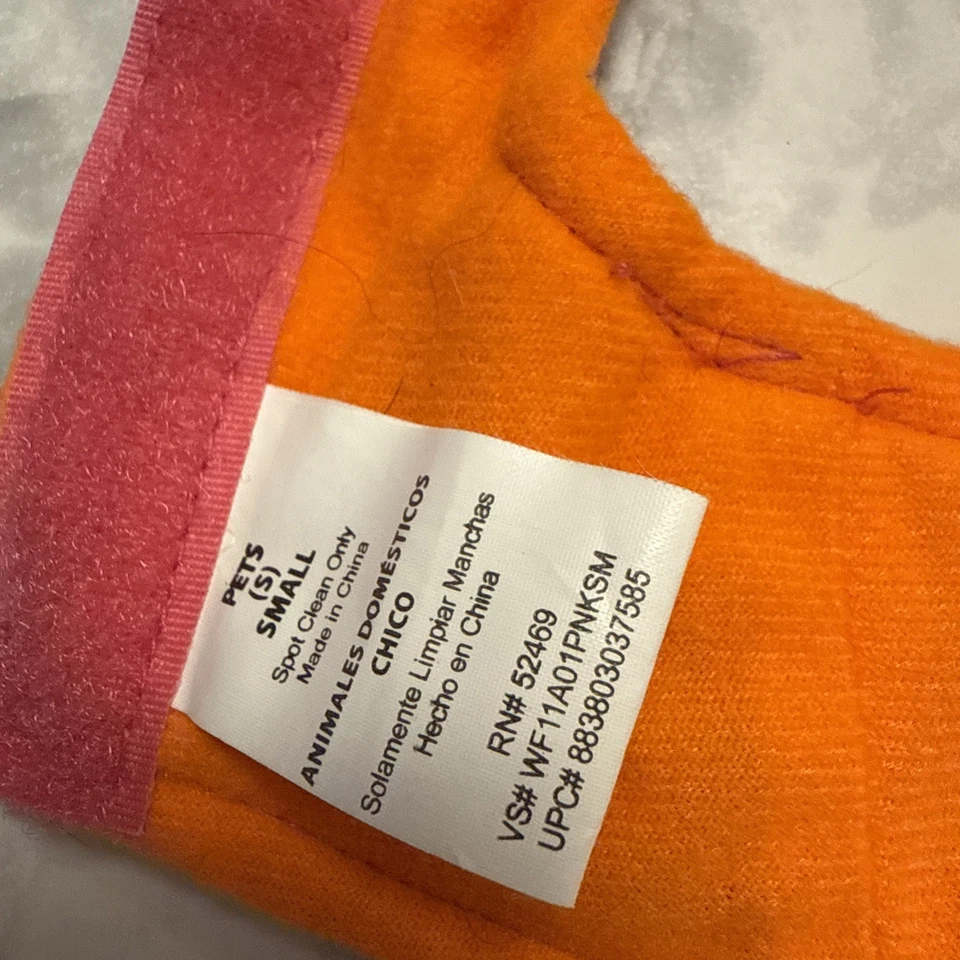 PETS
(S)
SMALL
Spot Clean Only
Made in China
ANIMALES DOMÉSTICOS
CHICO
Solamente Limpiar Manchas
Hecho en China
RN# 52469
VS# WF11A01PNKSM
UPC# 883803037585